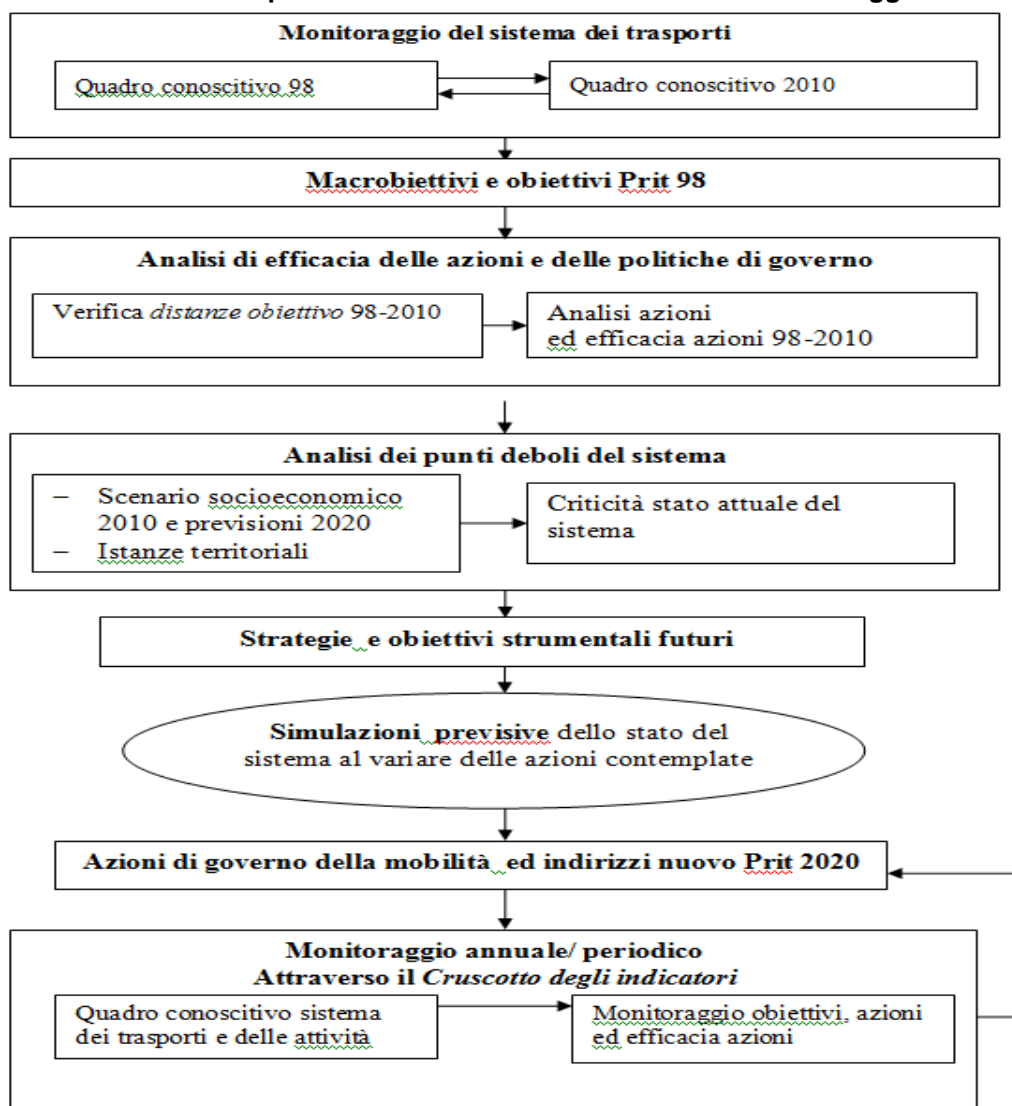 Monitoraggio del sistema dei trasporti
Quadro conoscitivo 98
Quadro conoscitivo 2010
Macrobiettivi e obiettivi Prit 98
Analisi di efficacia delle azioni e delle politiche di governo
Verifica distanze obiettivo 98-2010
Analisi azioni
ed efficacia azioni 98-2010
Analisi dei punti deboli del sistema
– Scenario socioeconomico
2010 e previsioni 2020
– Istanze territoriali
Criticità stato attuale del
sistema
Strategie e obiettivi strumentali futuri
Simulazioni previsive dello stato del
sistema al variare delle azioni contemplate
Azioni di governo della mobilità ed indirizzi nuovo Prit 2020
Monitoraggio annuale/ periodico
Attraverso il Cruscotto degli indicatori
Quadro conoscitivo sistema
dei trasporti e delle attività
Monitoraggio obiettivi, azioni
ed efficacia azioni